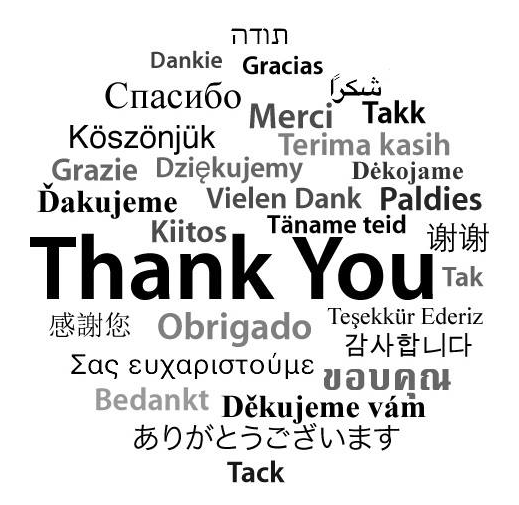 תודה
Dankie
Gracias
Спасибо
شكراً
Merci
Takk
Köszönjük
Terima kasih
Grazie
Dziękujemy
Dėkojame
Ďakujeme
Vielen Dank
Paldies
Kiitos
Täname teid
谢谢
Thank You
Tak
感謝您
Obrigado
Teşekkür Ederiz
감사합니다
Σας ευχαριστούμε
ขอบคุณ
Bedankt
Děkujeme vám
ありがとうございます
Tack